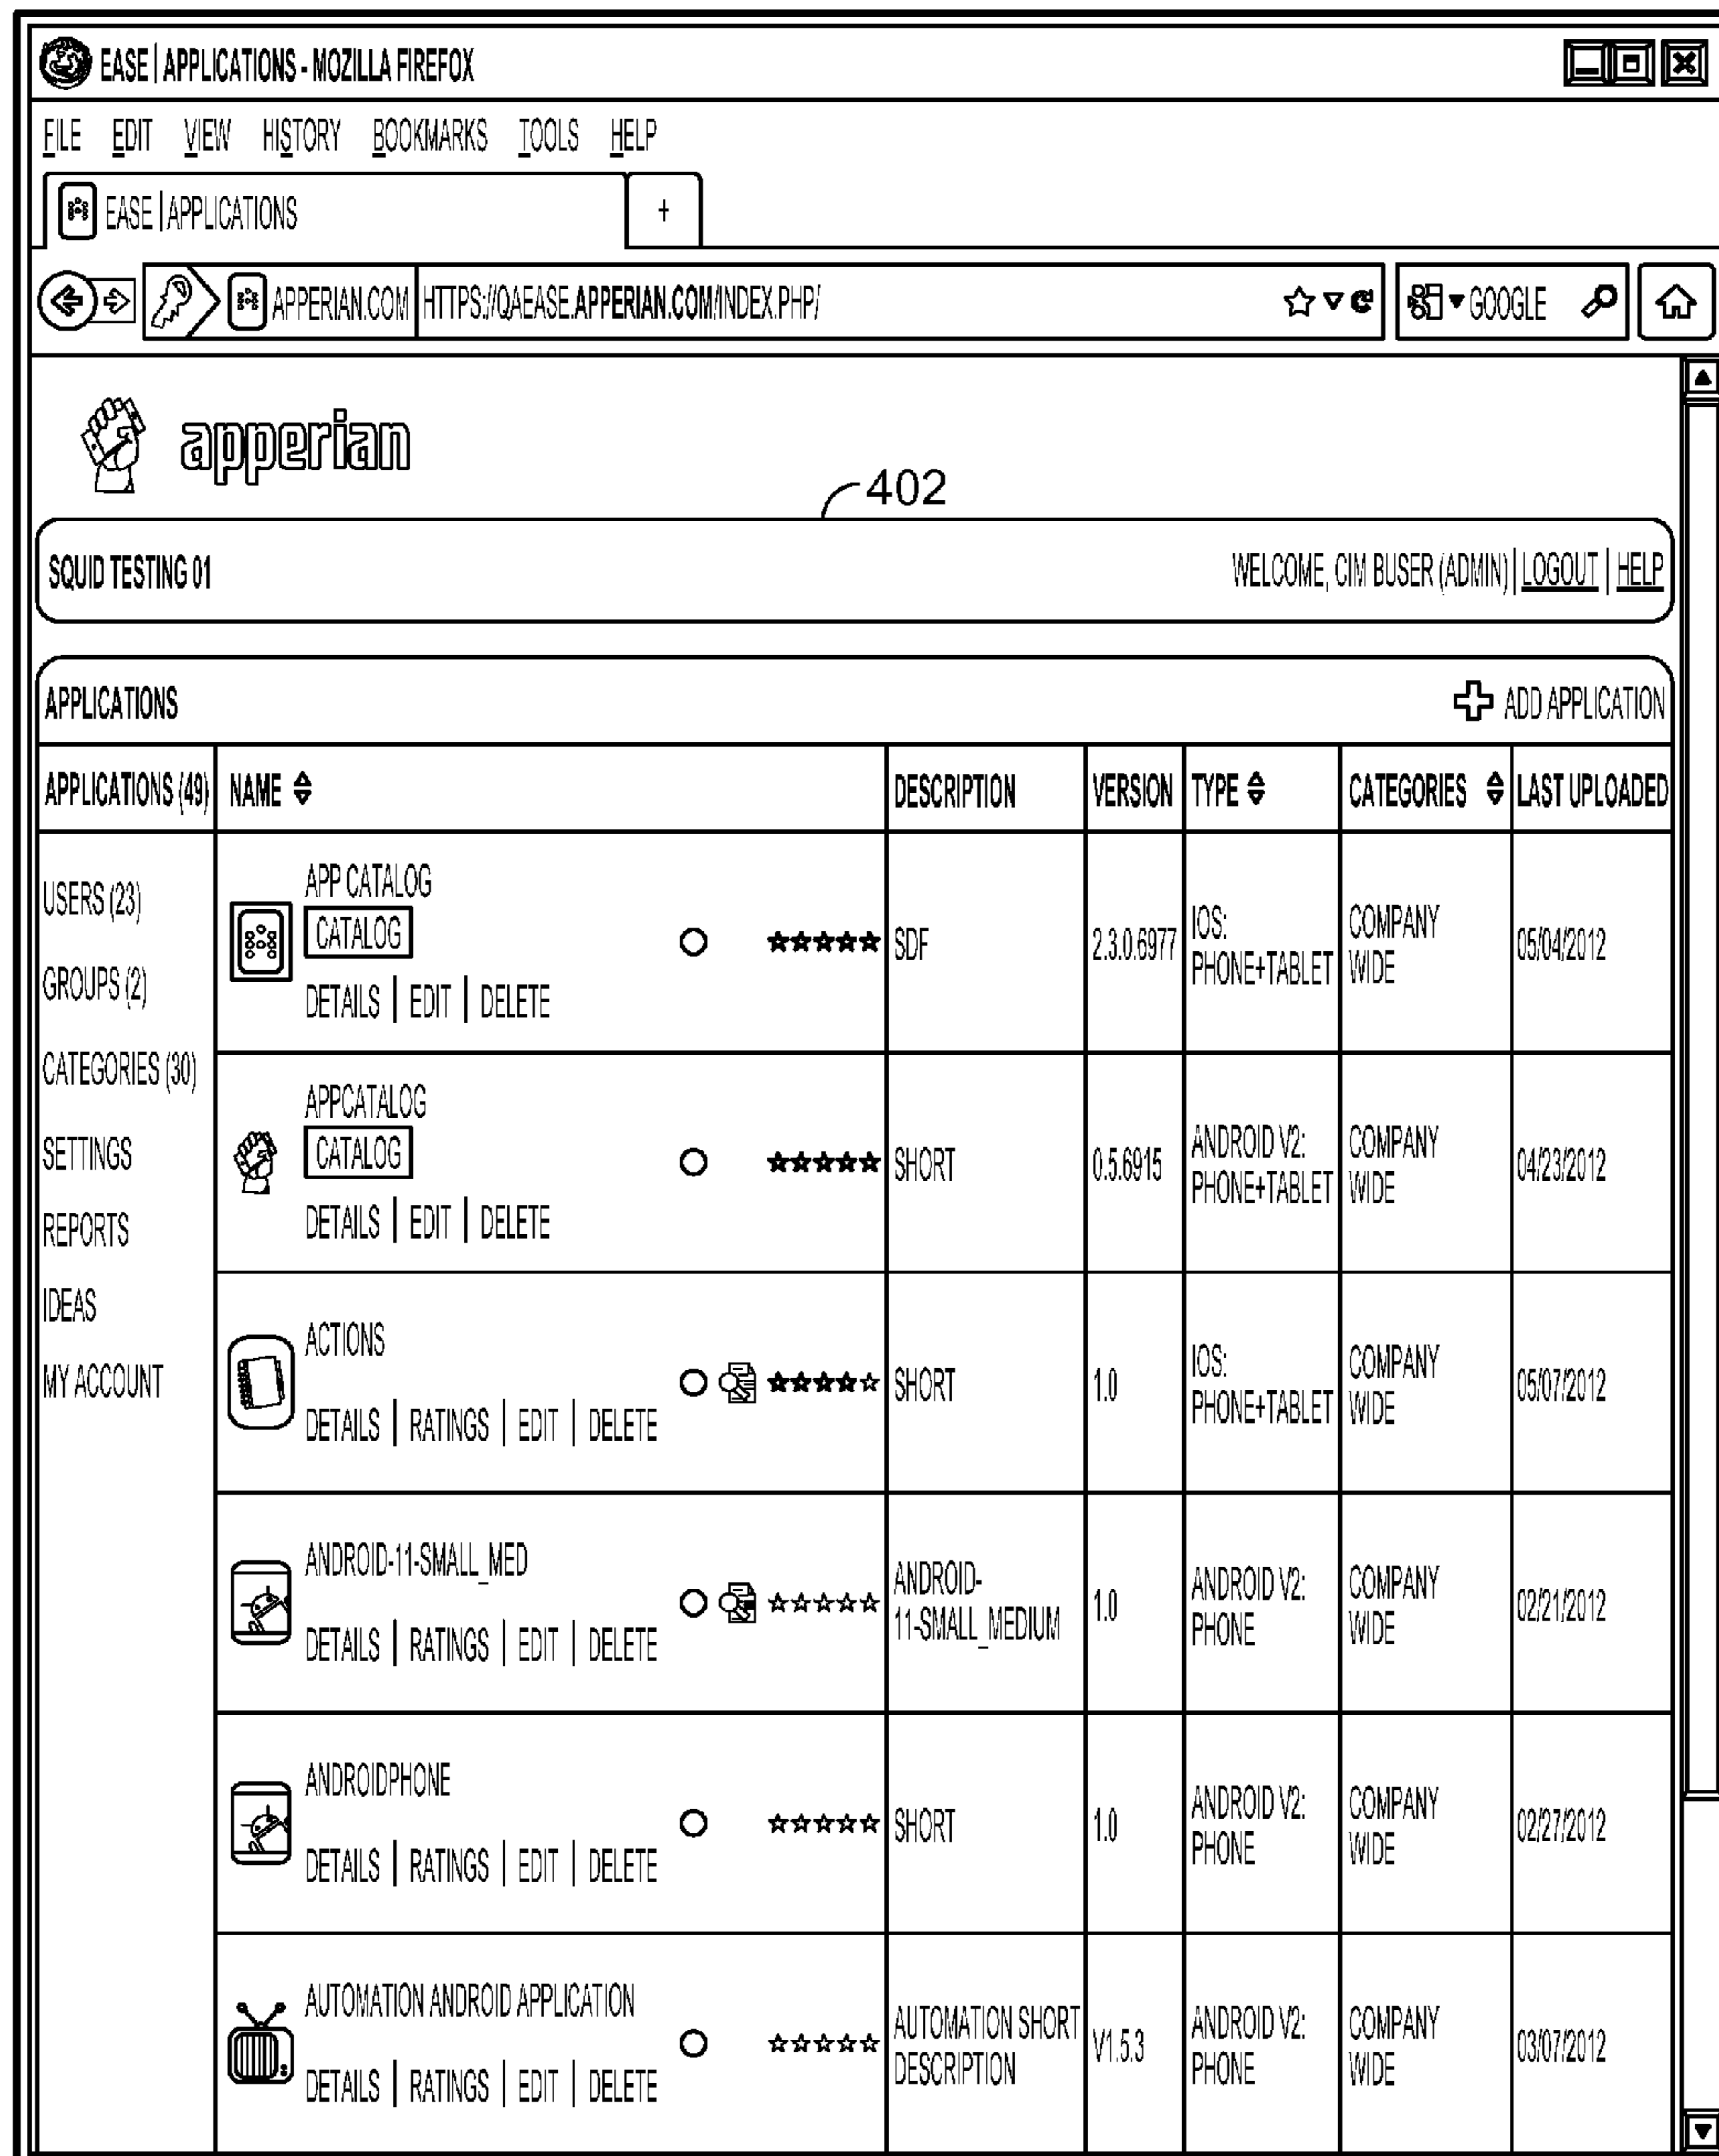 EASE | APPLICATIONS - MOZILLA FIREFOX
FILE EDIT VIEW HISTORY BOOKMARKS TOOLS HELP
EASE | APPLICATIONS +
APPERIAN.COM HTTPS://QAEASE.APPERIAN.COM/INDEX.PHP/ GOOGLE
apperian
402
SQUID TESTING 01 WELCOME, CIM BUSER (ADMIN) | LOGOUT | HELP
APPLICATIONS ADD APPLICATION
APPLICATIONS (49) NAME DESCRIPTION VERSION TYPE CATEGORIES LAST UPLOADED
USERS (23)
GROUPS (2)
CATEGORIES (30)
SETTINGS
REPORTS
IDEAS
MY ACCOUNT
APP CATALOG
CATALOG
DETAILS | EDIT | DELETE
SDF
2.3.0.6977
IOS:
PHONE+TABLET
COMPANY
WIDE
05/04/2012
APPCATALOG
CATALOG
DETAILS | EDIT | DELETE
SHORT
0.5.6915
ANDROID V2:
PHONE+TABLET
COMPANY
WIDE
04/23/2012
ACTIONS
DETAILS | RATINGS | EDIT | DELETE
SHORT
1.0
IOS:
PHONE+TABLET
COMPANY
WIDE
05/07/2012
ANDROID-11-SMALL_MED
DETAILS | RATINGS | EDIT | DELETE
ANDROID-
11-SMALL_MEDIUM
1.0
ANDROID V2:
PHONE
COMPANY
WIDE
02/21/2012
ANDROIDPHONE
DETAILS | RATINGS | EDIT | DELETE
SHORT
1.0
ANDROID V2:
PHONE
COMPANY
WIDE
02/27/2012
AUTOMATION ANDROID APPLICATION
DETAILS | RATINGS | EDIT | DELETE
AUTOMATION SHORT
DESCRIPTION
V1.5.3
ANDROID V2:
PHONE
COMPANY
WIDE
03/07/2012